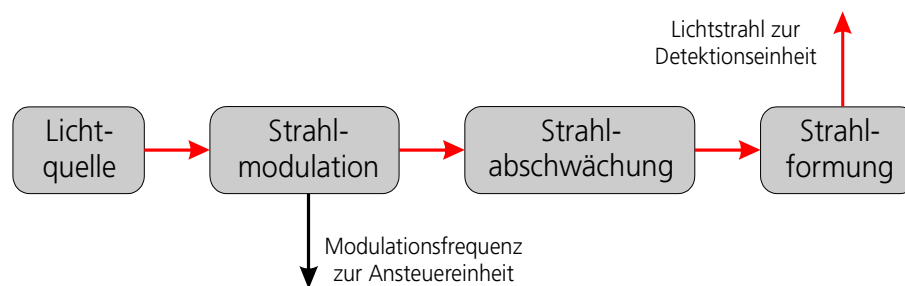 Lichtstrahl zur
Detektionseinheit
Licht-
quelle
Strahl-
modulation
Strahl-
abschwächung
Strahl-
formung
Modulationsfrequenz
zur Ansteuereinheit